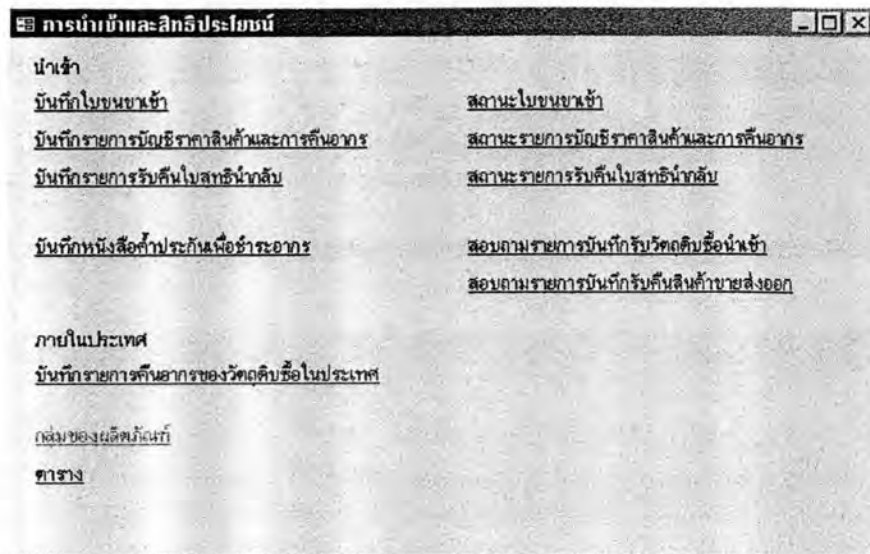 การนำเข้าและสิทธิประโยชน์
นำเข้า
บันทึกใบขนขาเข้า
สถานะใบขนขาเข้า
บันทึกรายการบัญชีราคาสินค้าและการคืนอากร
สถานะรายการบัญชีราคาสินค้าและการคืนอากร
บันทึกรายการรับคืนใบสุทธินำกลับ
สถานะรายการรับคืนใบสุทธินำกลับ
บันทึกหนังสือค้ำประกันเพื่อชำระอากร
สอบถามรายการบันทึกรับวัตถุดิบซื้อนำเข้า
สอบถามรายการบันทึกรับคืนสินค้าขายส่งออก
ภายในประเทศ
บันทึกรายการคืนอากรของวัตถุดิบซื้อในประเทศ
กลุ่มของผลิตภัณฑ์
ตาราง